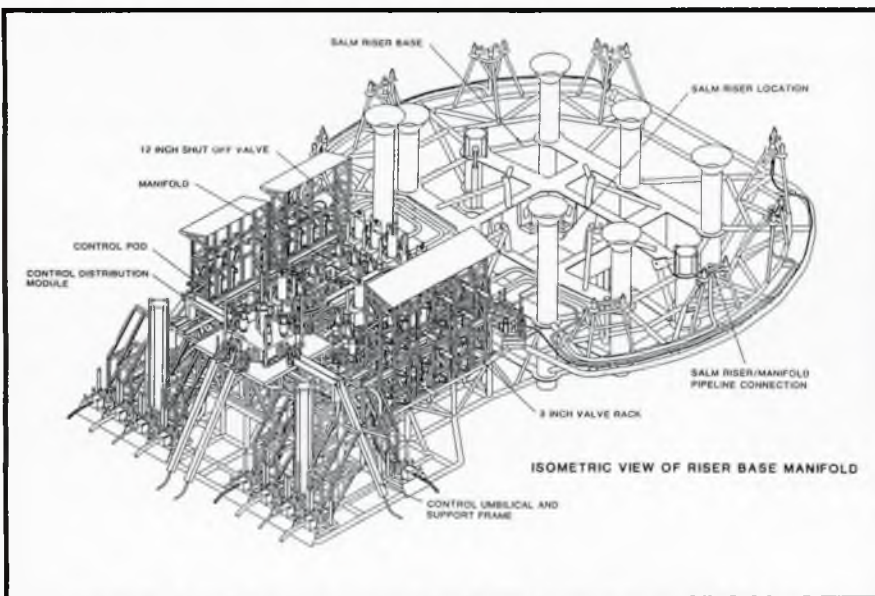 SALM RISER BASE
SALM RISER LOCATION
12 INCH SHUT OFF VALVE
MANIFOLD
CONTROL POD
CONTROL DISTRIBUTION
MODULE
SALM RISER/MANIFOLD
PIPELINE CONNECTION
3 INCH VALVE RACK
ISOMETRIC VIEW OF RISER BASE MANIFOLD
CONTROL UMBILICAL AND
SUPPORT FRAME